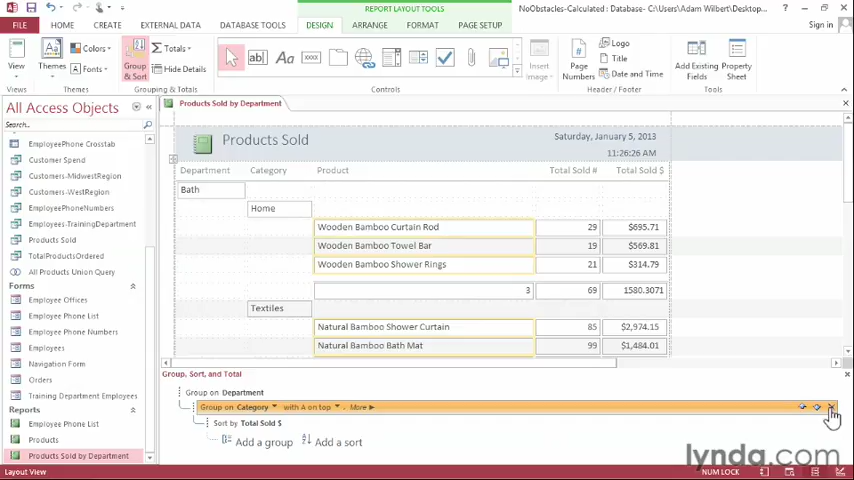 REPORT LAYOUT TOOLS
NoObstacles-Calculated : Database- C:\Users\Adam Wilbert\Desktop...
FILE HOME CREATE EXTERNAL DATA DATABASE TOOLS DESIGN ARRANGE FORMAT PAGE SETUP Sign in
View
Themes
Colors
Fonts
Group & Sort
Totals
Hide Details
Insert Image
Page Numbers
Logo
Title
Date and Time
Add Existing Fields
Property Sheet
Views Themes Grouping & Totals Controls Header / Footer Tools
All Access Objects
Search...
EmployeePhone Crosstab
Customer Spend
Customers-MidwestRegion
Customers-WestRegion
EmployeePhoneNumbers
Employees-TrainingDepartment
Products Sold
TotalProductsOrdered
All Products Union Query
Forms
Employee Offices
Employee Phone List
Employee Phone Numbers
Employees
Navigation Form
Orders
Training Department Employees
Reports
Employee Phone List
Products
Products Sold by Department
Products Sold by Department
Products Sold
Saturday, January 5, 2013
11:26:26 AM
Department Category Product Total Sold # Total Sold $
Bath
Home
Wooden Bamboo Curtain Rod 29 $695.71
Wooden Bamboo Towel Bar 19 $569.81
Wooden Bamboo Shower Rings 21 $314.79
3 69 1580.3071
Textiles
Natural Bamboo Shower Curtain 85 $2,974.15
Natural Bamboo Bath Mat 99 $1,484.01
Group, Sort, and Total
Group on Department
Group on Category with A on top , More
Sort by Total Sold $
Add a group Add a sort
lynda.com
Layout View NUM LOCK